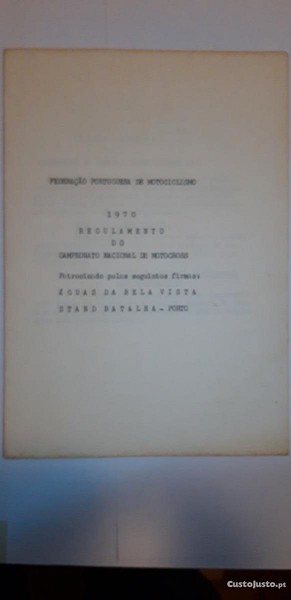 FEDERAÇÃO PORTUGUESA DE MOTOCICLISMO
1970
REGULAMENTO
DO
CAMPEONATO NACIONAL DE MOTOCROSS
Patrocinado pelas seguintes firmas:
ÁGUAS DA BELA VISTA
STAND BATALHA - PORTO
CustoJusto.pt